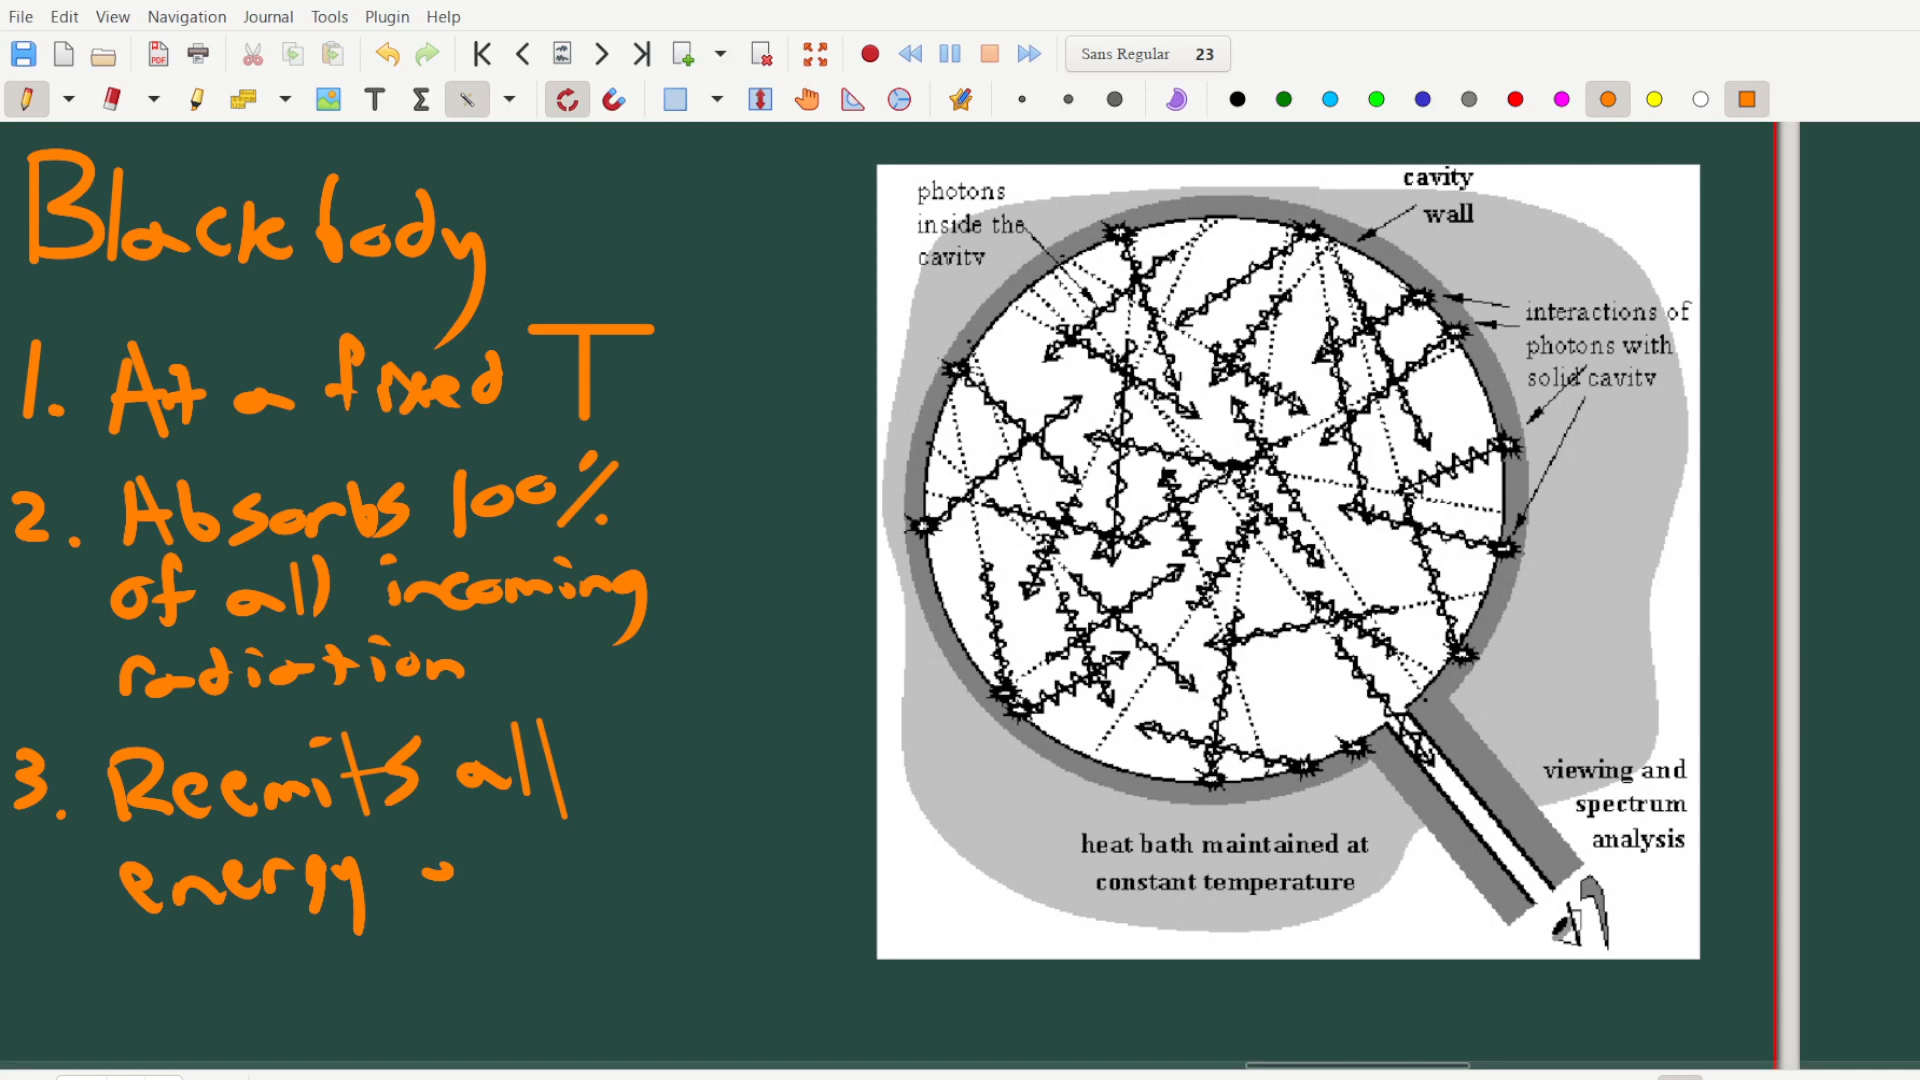 File Edit View Navigation Journal Tools Plugin Help
Sans Regular 23
Blackbody
1. At a fixed T
2. Absorbs 100%
of all incoming
radiation
3. Reemits all
energy
photons
inside the
cavity
cavity
wall
interactions of
photons with
solid cavity
viewing and
spectrum
analysis
heat bath maintained at
constant temperature